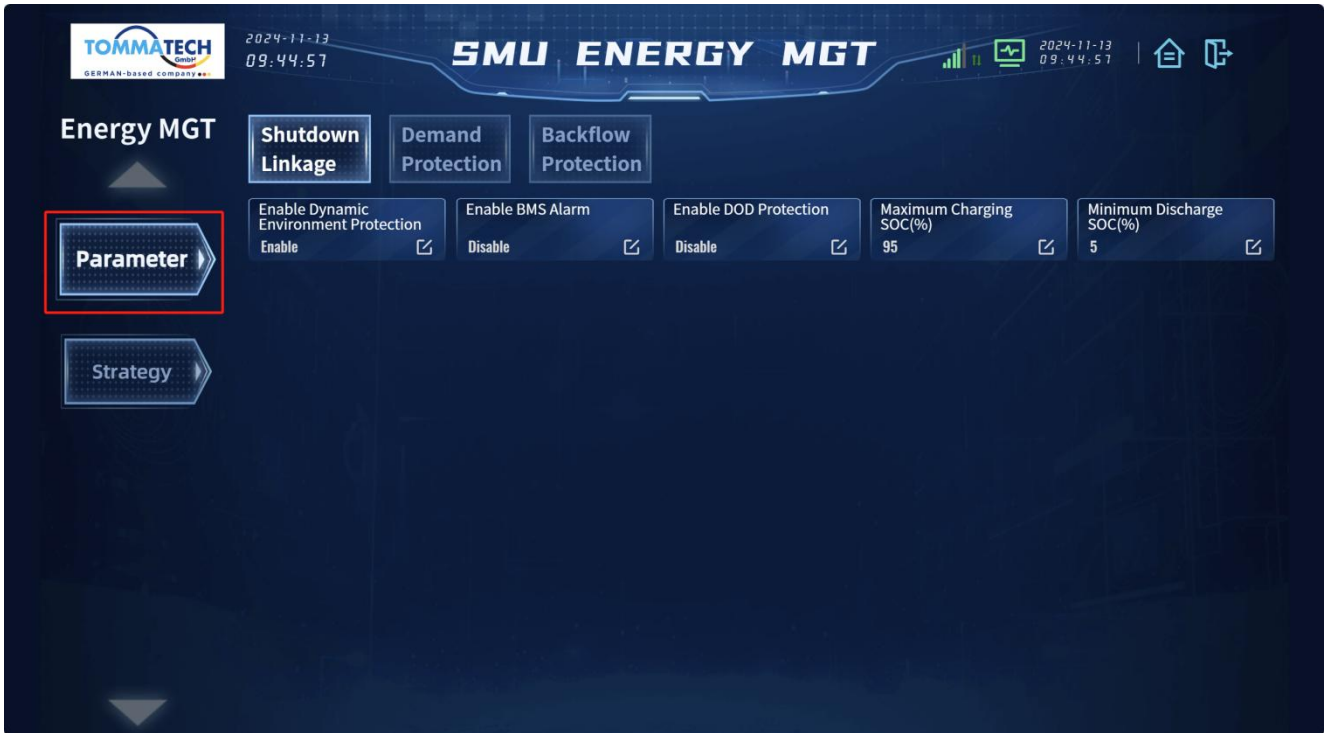 TOMMATECH
GmbH
GERMAN-based company
2024-11-13
09:44:57
SMU ENERGY MGT
2024-11-13
09:44:57
Energy MGT
Shutdown
Linkage
Demand
Protection
Backflow
Protection
Parameter
Strategy
Enable Dynamic
Environment Protection
Enable
Enable BMS Alarm
Disable
Enable DOD Protection
Disable
Maximum Charging
SOC(%)
95
Minimum Discharge
SOC(%)
5